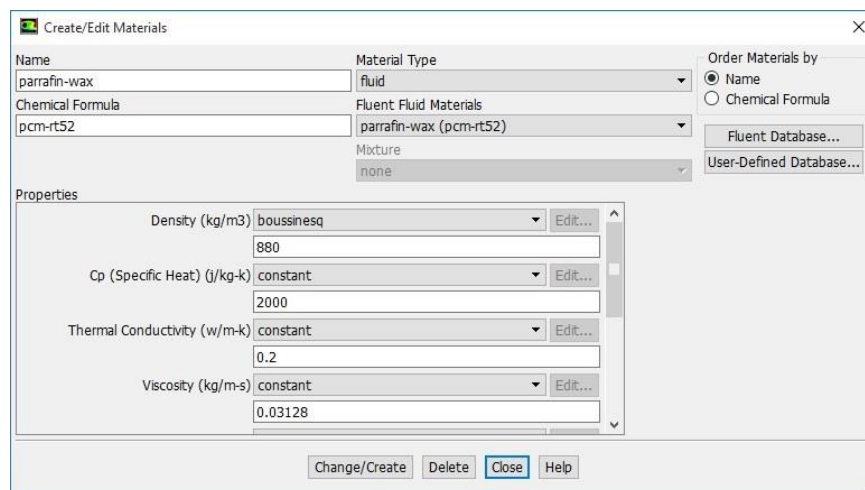 Create/Edit Materials
Name
parrafin-wax
Chemical Formula
pcm-rt52
Material Type
fluid
Fluent Fluid Materials
parrafin-wax (pcm-rt52)
Mixture
none
Order Materials by
Name
Chemical Formula
Fluent Database...
User-Defined Database...
Properties
Density (kg/m3) boussinesq Edit...
880
Cp (Specific Heat) (j/kg-k) constant Edit...
2000
Thermal Conductivity (w/m-k) constant Edit...
0.2
Viscosity (kg/m-s) constant Edit...
0.03128
Change/Create Delete Close Help